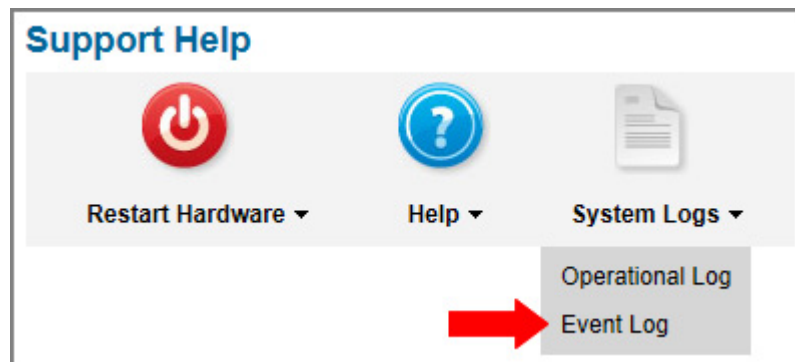 Support Help
Restart Hardware Help System Logs
Operational Log
Event Log